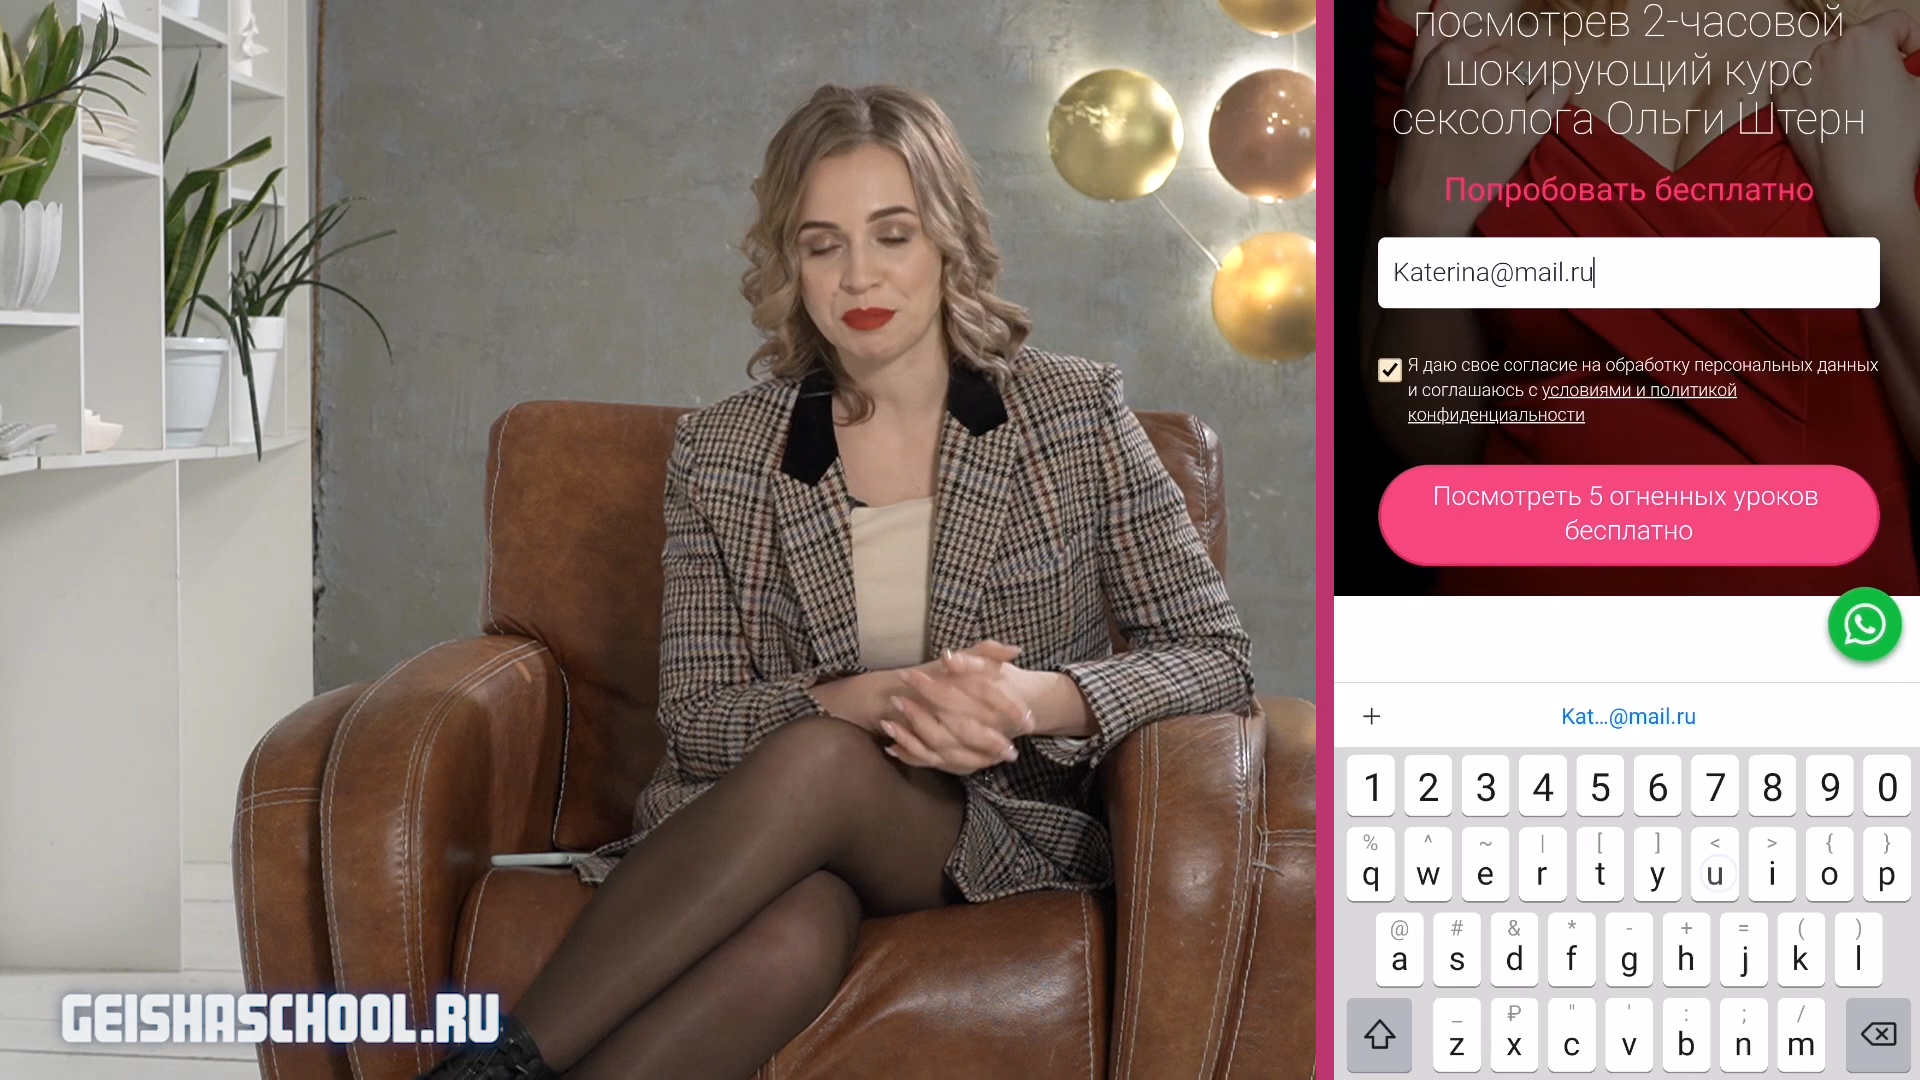 посмотрев 2-часовой
шокирующий курс
сексолога Ольги Штерн
Попробовать бесплатно
Katerina@mail.ru
Я даю свое согласие на обработку персональных данных
и соглашаюсь с условиями и политикой
конфиденциальности
Посмотреть 5 огненных уроков
бесплатно
+ Kat...@mail.ru
1 2 3 4 5 6 7 8 9 0
% ^ ~ | [ ] < > { }
q w e r t y u i o p
@ # & * - + = ( )
a s d f g h j k l
_ ₽ " ' : ; /
z x c v b n m
GEISHASCHOOL.RU